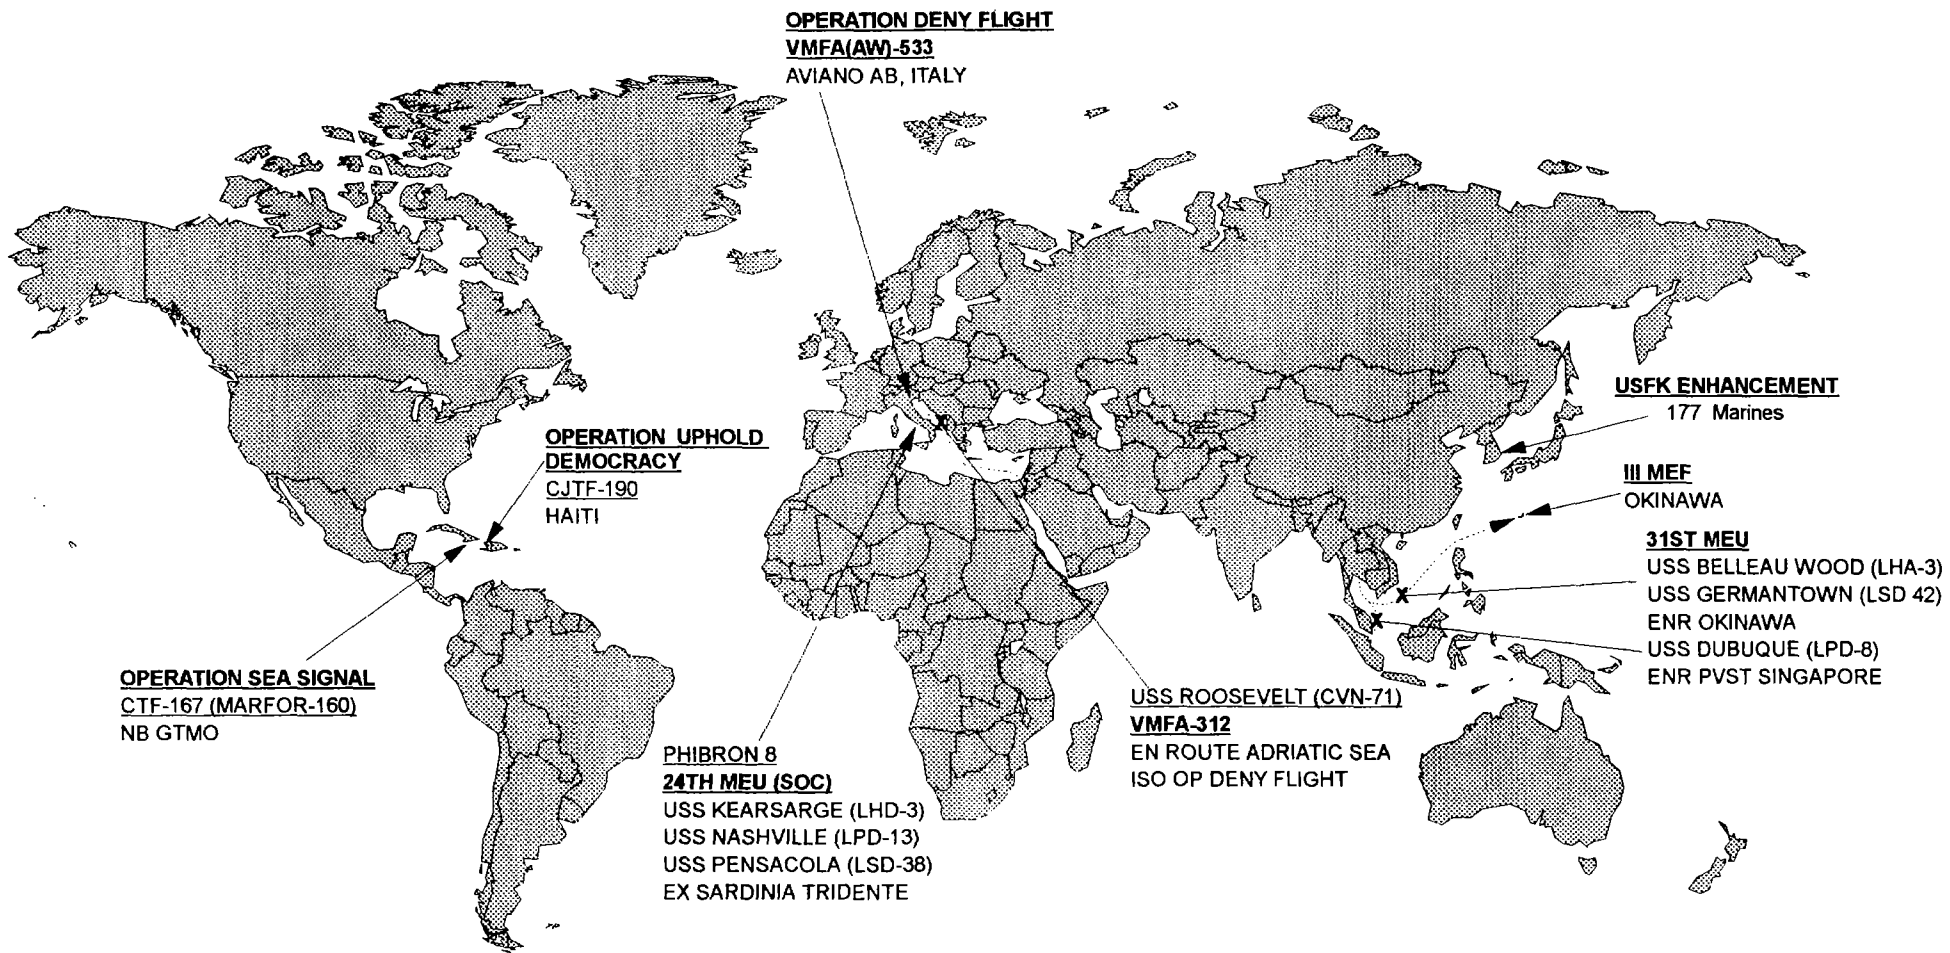 OPERATION DENY FLIGHT
VMFA(AW)-533
AVIANO AB, ITALY
USFK ENHANCEMENT
177 Marines
OPERATION UPHOLD
DEMOCRACY
CJTF-190
HAITI
III MEF
OKINAWA
31ST MEU
USS BELLEAU WOOD (LHA-3)
USS GERMANTOWN (LSD 42)
ENR OKINAWA
USS DUBUQUE (LPD-8)
ENR PVST SINGAPORE
OPERATION SEA SIGNAL
CTF-167 (MARFOR-160)
NB GTMO
USS ROOSEVELT (CVN-71)
VMFA-312
EN ROUTE ADRIATIC SEA
ISO OP DENY FLIGHT
PHIBRON 8
24TH MEU (SOC)
USS KEARSARGE (LHD-3)
USS NASHVILLE (LPD-13)
USS PENSACOLA (LSD-38)
EX SARDINIA TRIDENTE